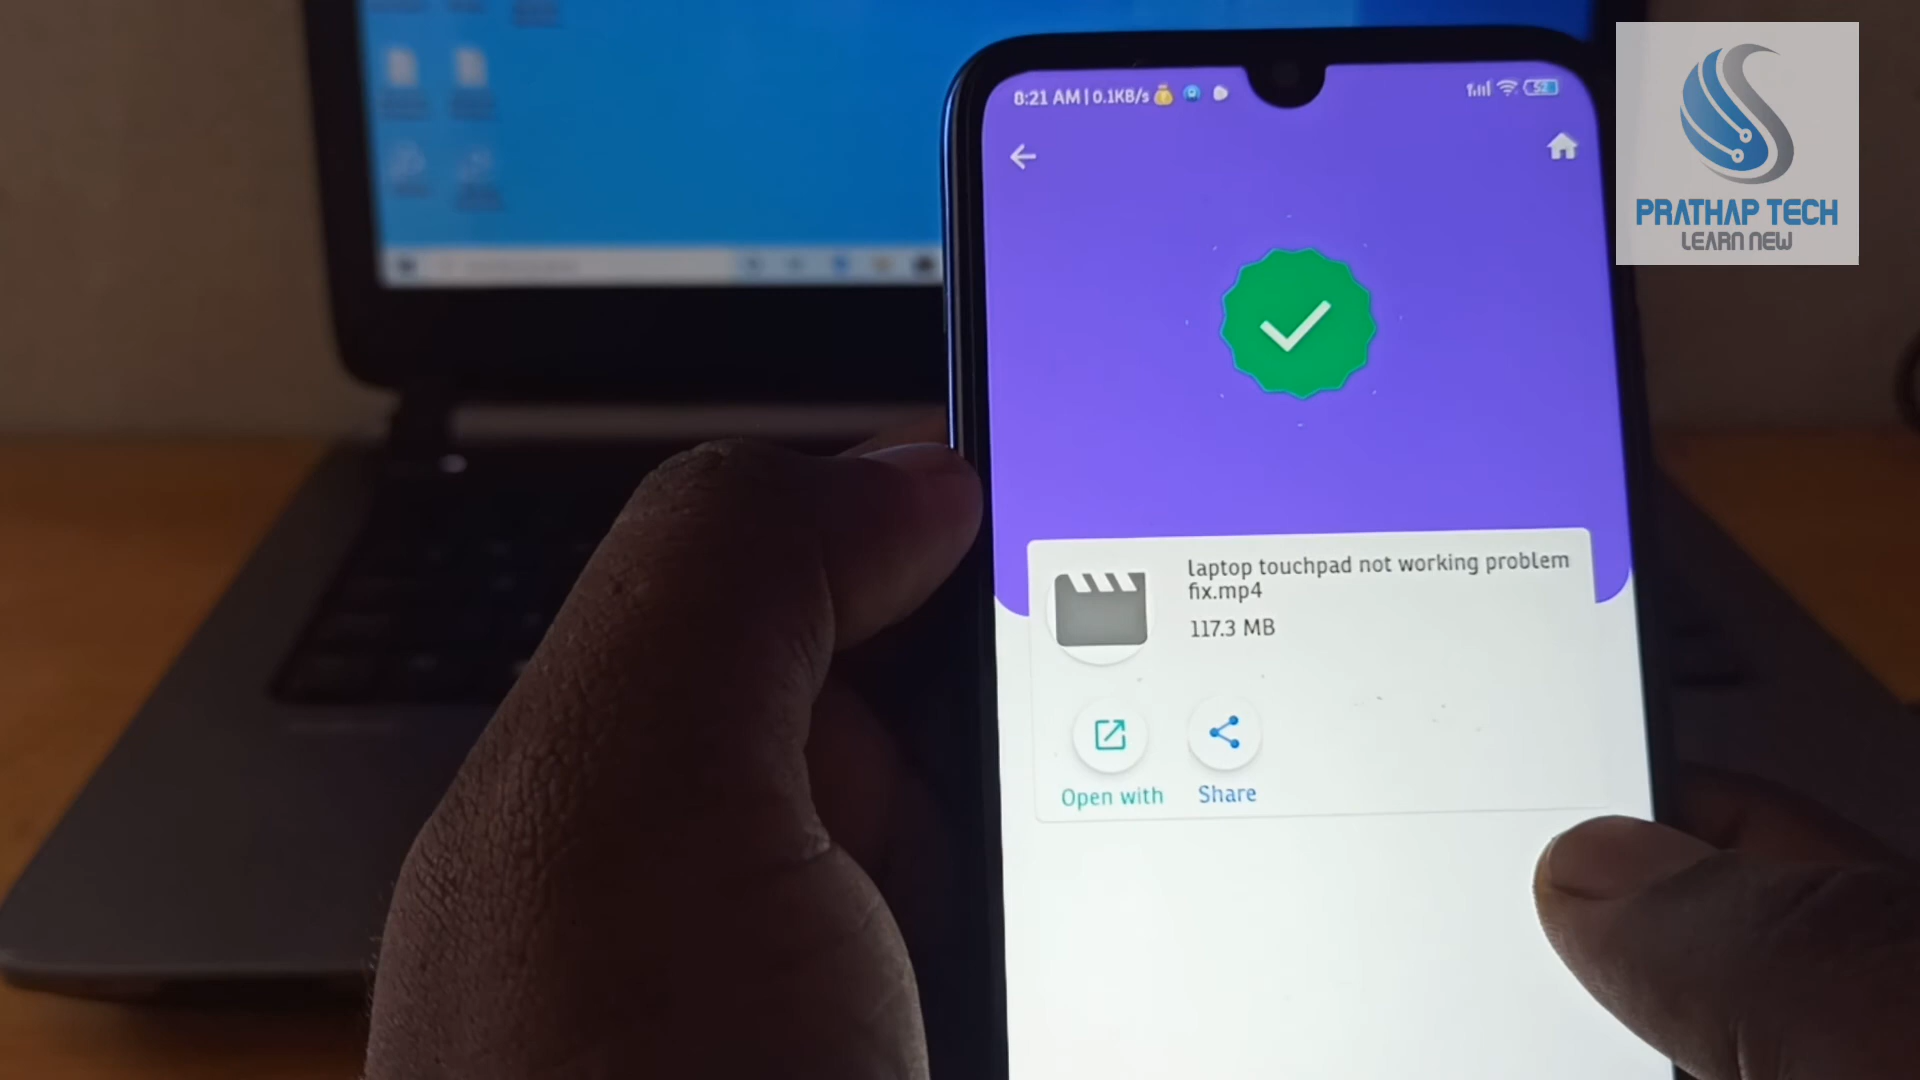 8:21 AM | 0.1KB/s
52
PRATHAP TECH
LEARN NEW
laptop touchpad not working problem
fix.mp4
117.3 MB
Open with
Share